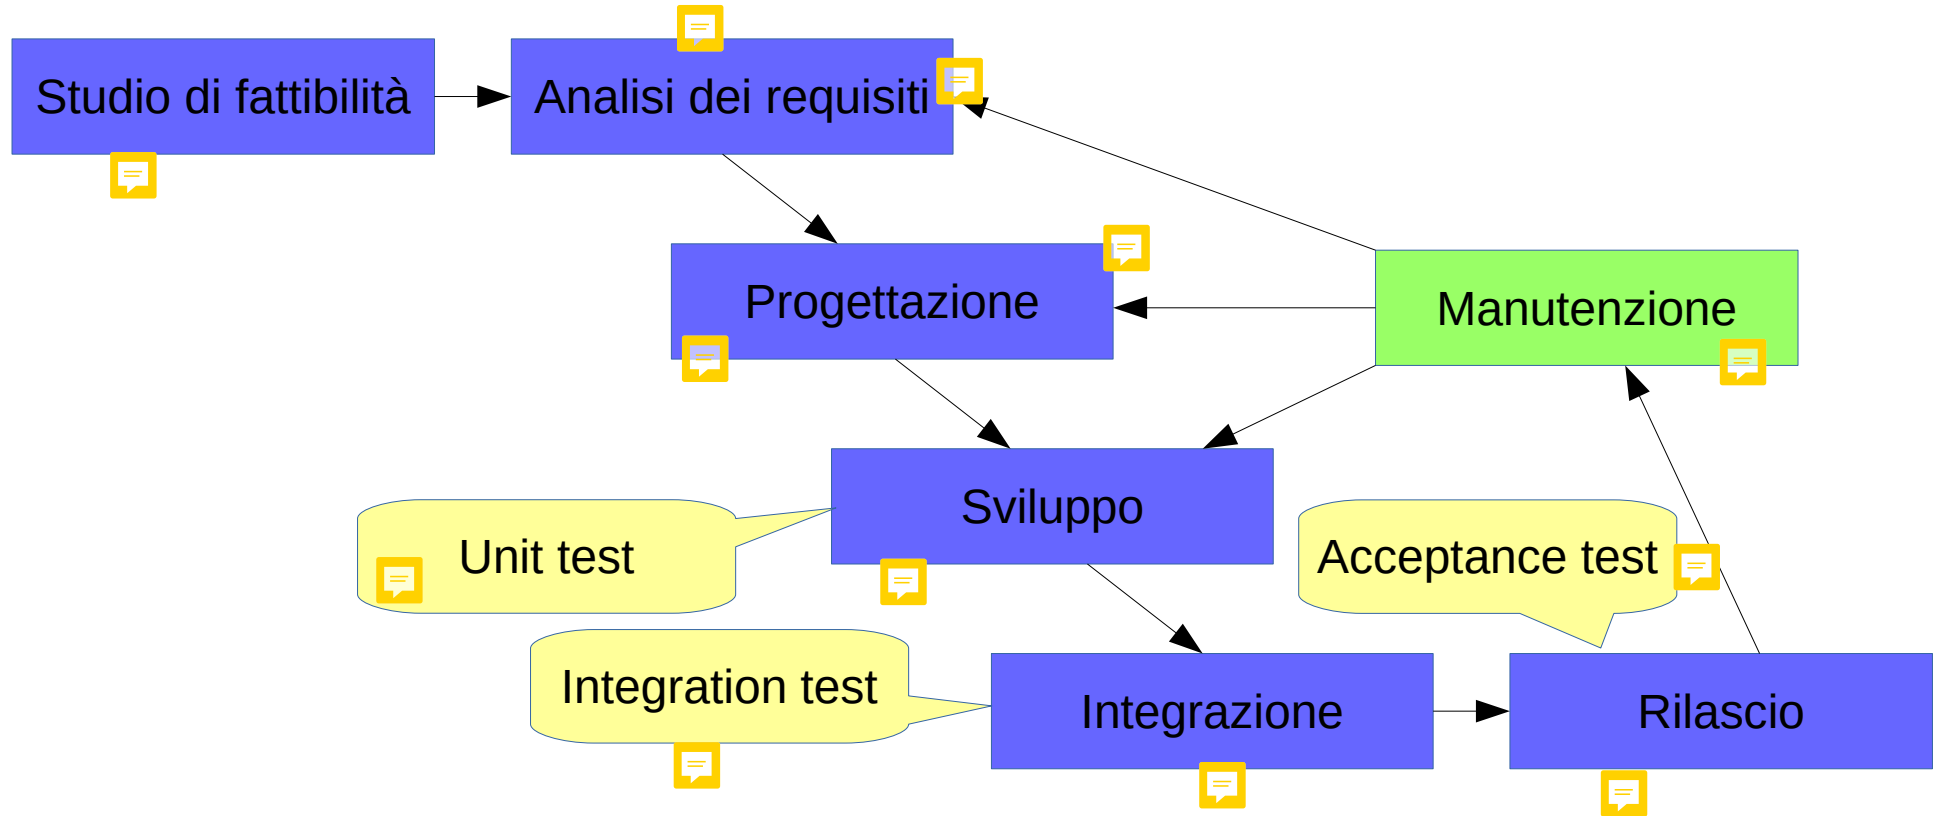 Studio di fattibilità
Analisi dei requisiti
Progettazione
Manutenzione
Sviluppo
Unit test
Acceptance test
Integration test
Integrazione
Rilascio